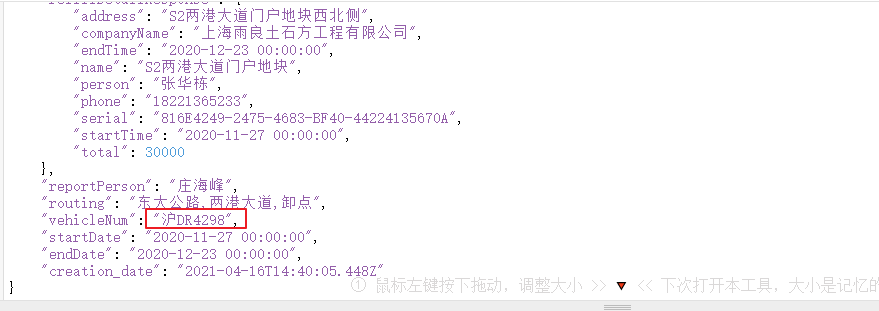 "address": "S2两港大道门户地块西北侧",
"companyName": "上海雨良土石方工程有限公司",
"endTime": "2020-12-23 00:00:00",
"name": "S2两港大道门户地块",
"person": "张华栋",
"phone": "18221365233",
"serial": "816E4249-2475-4683-BF40-44224135670A",
"startTime": "2020-11-27 00:00:00",
"total": 30000
},
"reportPerson": "庄海峰",
"routing": "东大公路,两港大道,卸点",
"vehicleNum": "沪DR4298",
"startDate": "2020-11-27 00:00:00",
"endDate": "2020-12-23 00:00:00",
"creation_date": "2021-04-16T14:40:05.448Z"
}
① 鼠标左键按下拖动, 调整大小 >> ▼ << 下次打开本工具, 大小是记忆的